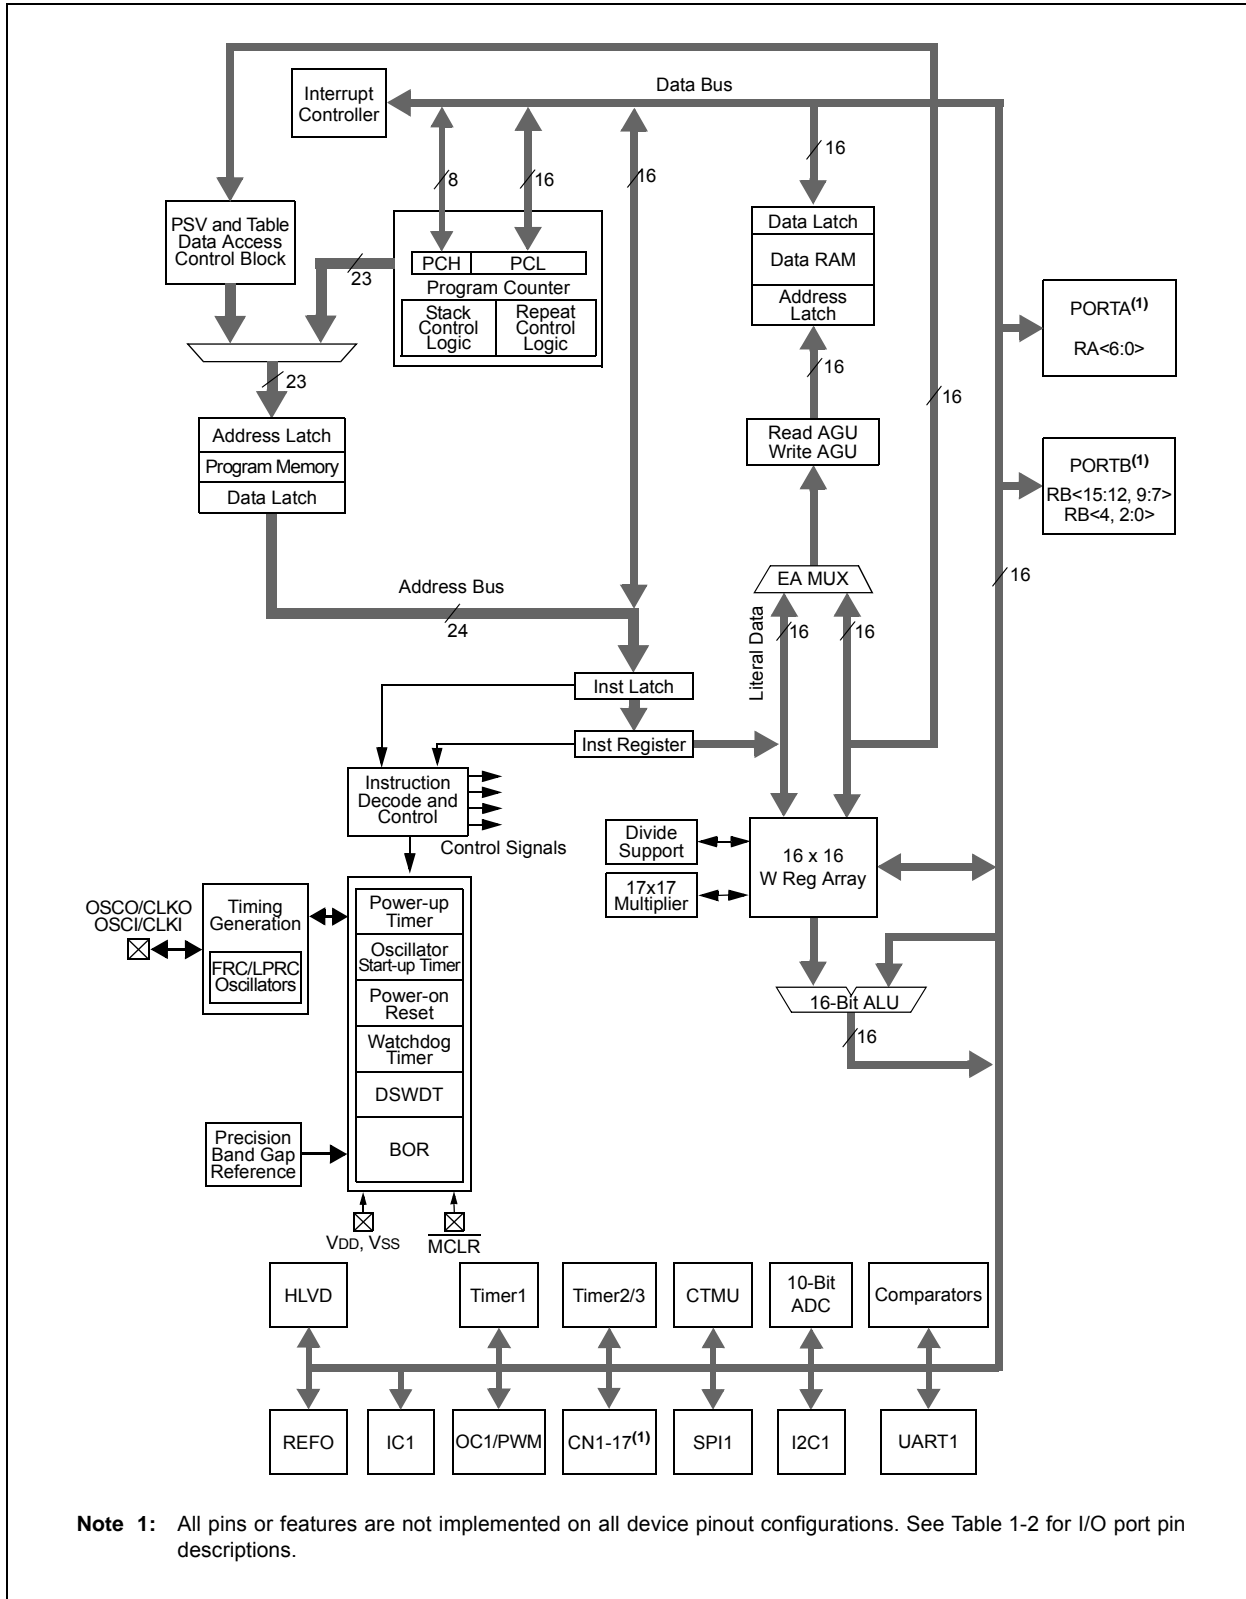 Data Bus
Interrupt
Controller
16
8
16
16
PSV and Table
Data Access
Control Block
Data Latch
Data RAM
Address
Latch
PCH
PCL
23
Program Counter
Stack
Control
Logic
Repeat
Control
Logic
PORTA(1)
RA<6:0>
16
23
16
Address Latch
Program Memory
Data Latch
Read AGU
Write AGU
PORTB(1)
RB<15:12, 9:7>
RB<4, 2:0>
EA MUX
16
Address Bus
24
Literal Data
16
16
Inst Latch
Inst Register
Instruction
Decode and
Control
Control Signals
Divide
Support
16 x 16
W Reg Array
17x17
Multiplier
OSCO/CLKO
OSCI/CLKI
Timing
Generation
FRC/LPRC
Oscillators
Power-up
Timer
Oscillator
Start-up Timer
Power-on
Reset
Watchdog
Timer
DSWDT
BOR
16-Bit ALU
16
Precision
Band Gap
Reference
VDD, VSS
MCLR
HLVD
Timer1
Timer2/3
CTMU
10-Bit
ADC
Comparators
REFO
IC1
OC1/PWM
CN1-17(1)
SPI1
I2C1
UART1
Note 1: All pins or features are not implemented on all device pinout configurations. See Table 1-2 for I/O port pin
descriptions.